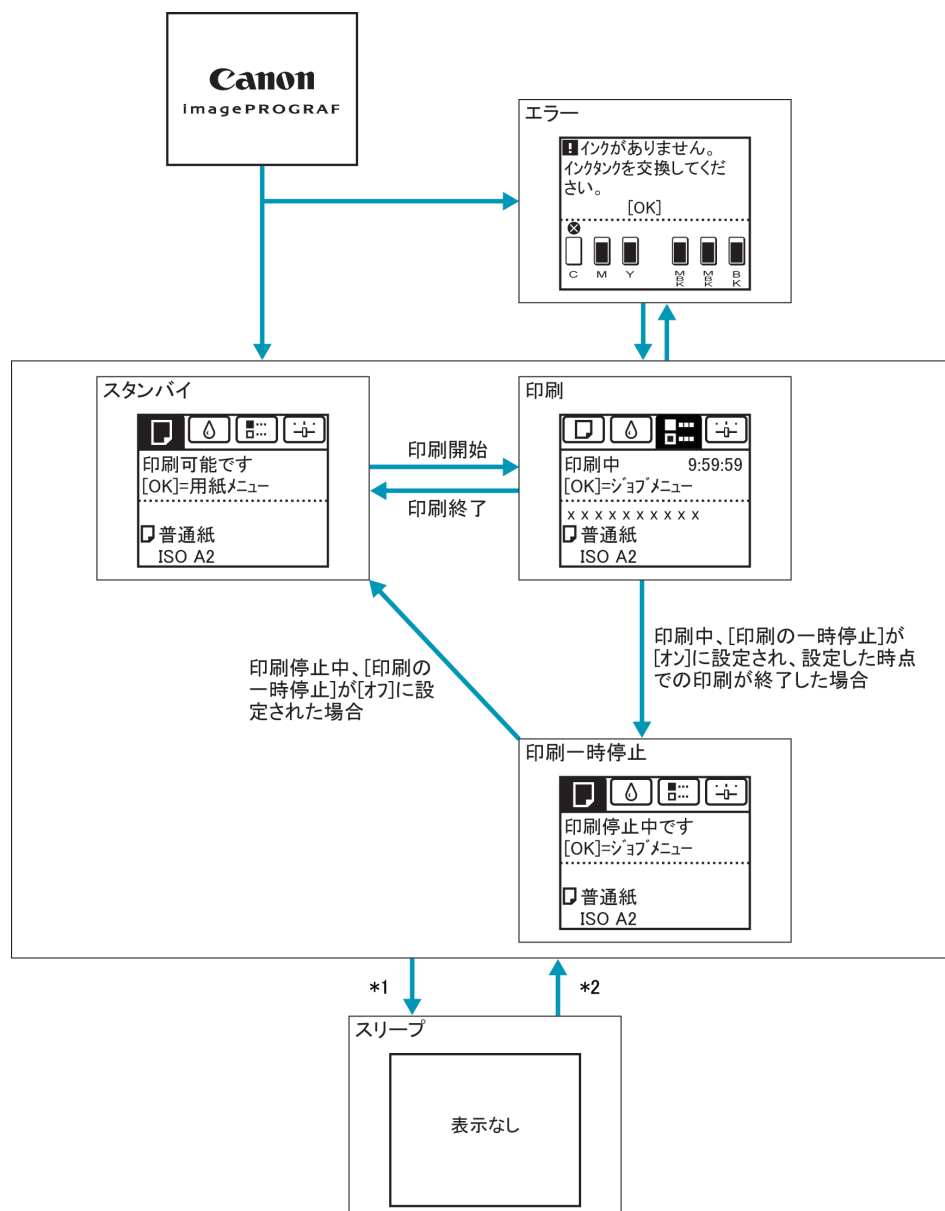 Canon
imagePROGRAF
エラー
!インクがありません。
インクタンクを交換してくだ
さい。
[OK]
C M Y MBK MBK BK
スタンバイ
印刷可能です
[OK]=用紙メニュー
普通紙
ISO A2
印刷開始
印刷終了
印刷
印刷中 9:59:59
[OK]=ジョブメニュー
x x x x x x x x x x
普通紙
ISO A2
印刷停止中、[印刷の
一時停止]が[オフ]に設
定された場合
印刷中、[印刷の一時停止]が
[オン]に設定され、設定した時点
での印刷が終了した場合
印刷一時停止
印刷停止中です
[OK]=ジョブメニュー
普通紙
ISO A2
*1
*2
スリープ
表示なし